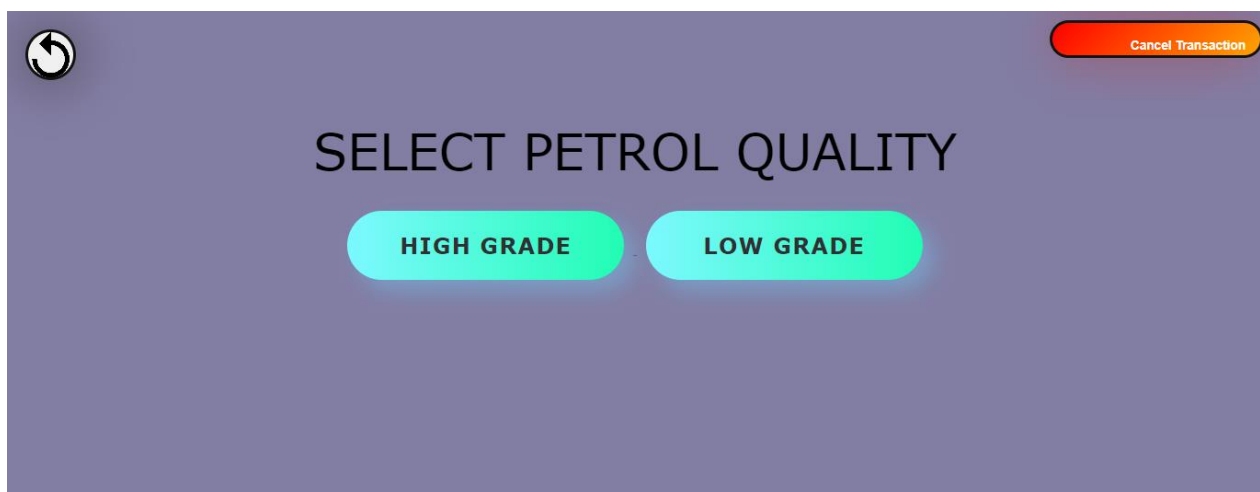 Cancel Transaction
SELECT PETROL QUALITY
HIGH GRADE
LOW GRADE